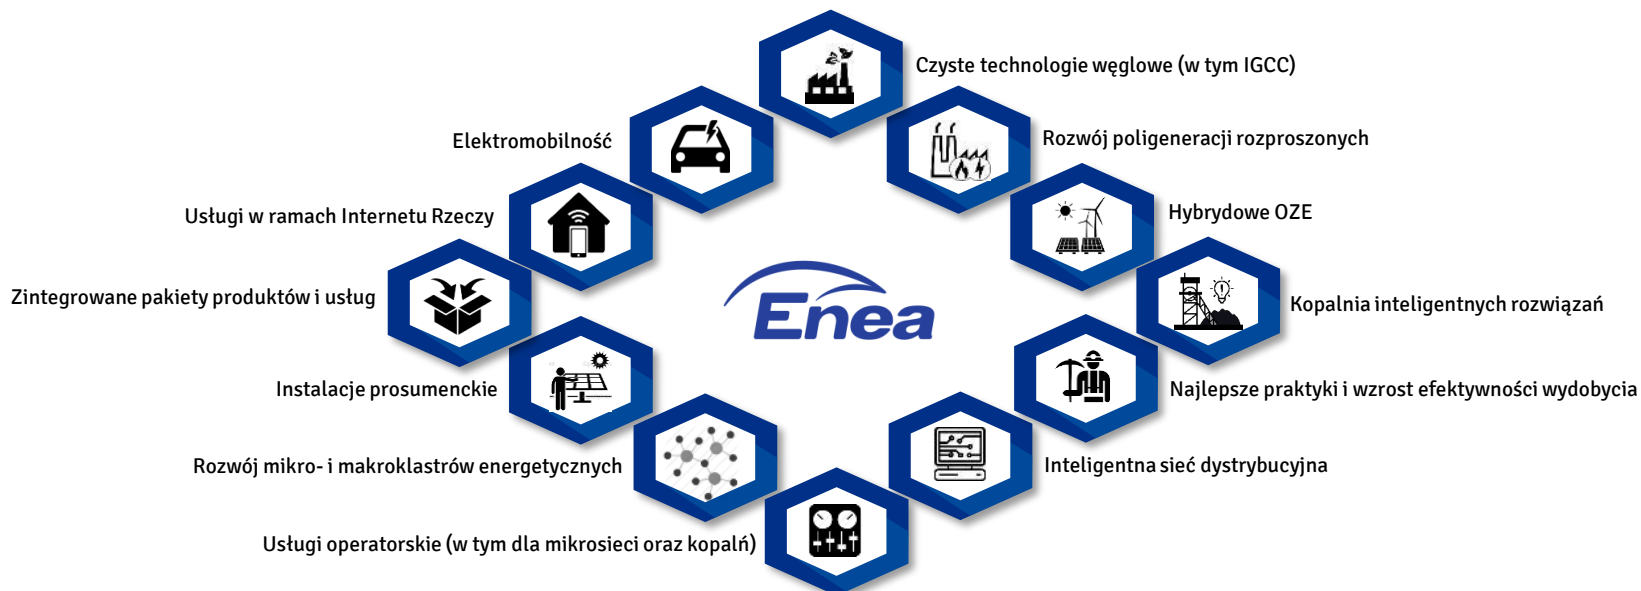 Czyste technologie węglowe (w tym IGCC)
Elektromobilność
Rozwój poligeneracji rozproszonych
Usługi w ramach Internetu Rzeczy
Hybrydowe OZE
Zintegrowane pakiety produktów i usług
Enea
Kopalnia inteligentnych rozwiązań
Instalacje prosumenckie
Najlepsze praktyki i wzrost efektywności wydobycia
Rozwój mikro- i makroklastrów energetycznych
Inteligentna sieć dystrybucyjna
Usługi operatorskie (w tym dla mikrosieci oraz kopalń)